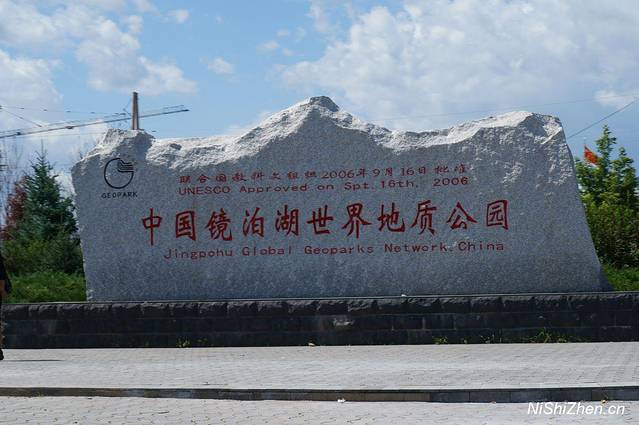 GEOPARK
联合国教科文组织2006年9月16日批准
UNESCO Approved on Spt. 16th, 2006
中国镜泊湖世界地质公园
Jingpohu Global Geoparks Network China
NiShiZhen.cn